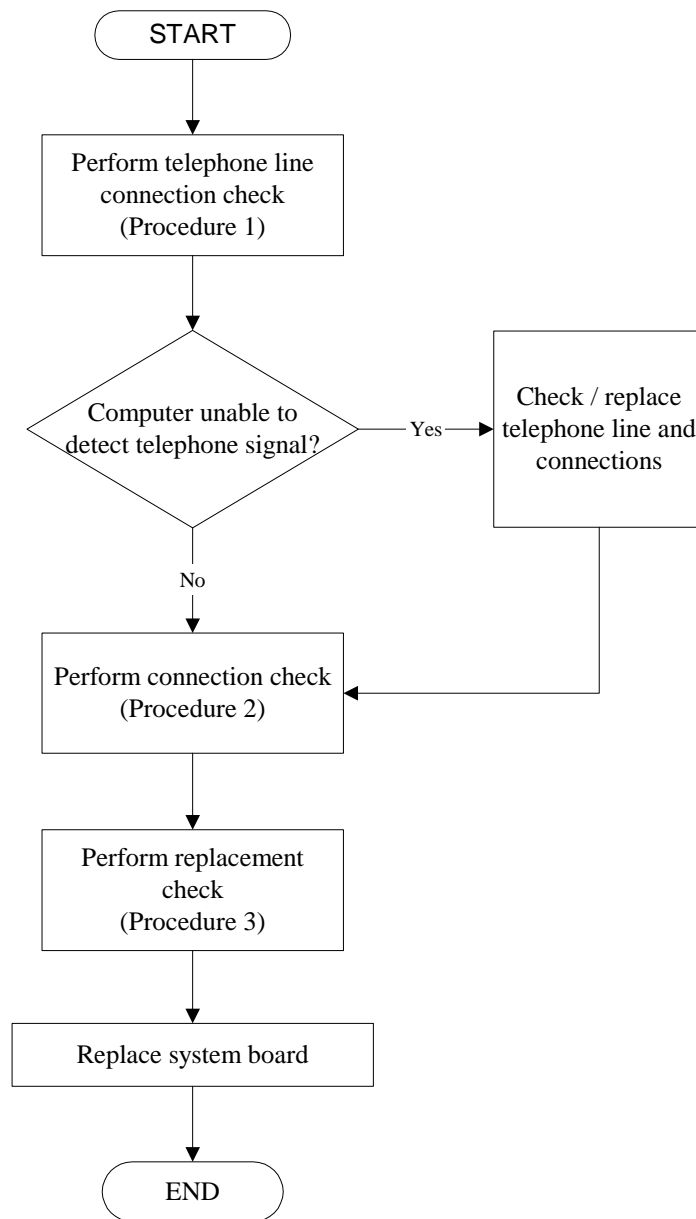 START
Perform telephone line
connection check
(Procedure 1)
Computer unable to
detect telephone signal?
Yes
Check / replace
telephone line and
connections
No
Perform connection check
(Procedure 2)
Perform replacement
check
(Procedure 3)
Replace system board
END